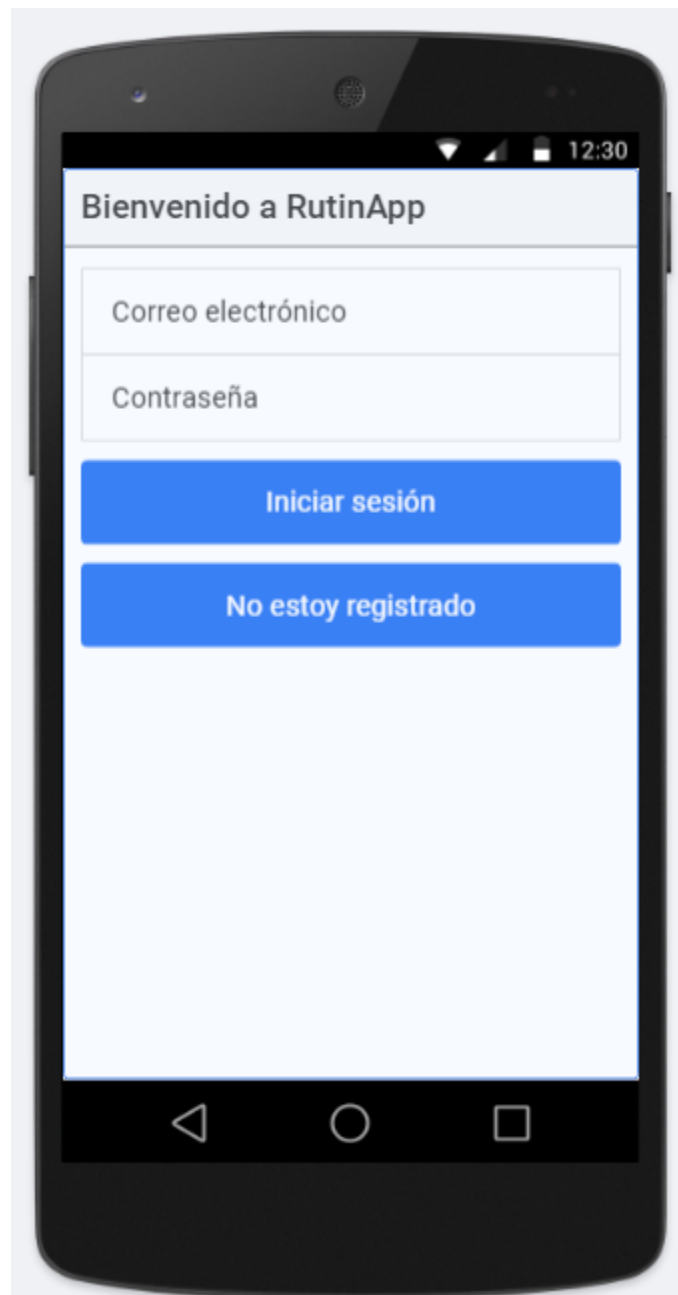 12:30
Bienvenido a RutinApp
Correo electrónico
Contraseña
Iniciar sesión
No estoy registrado